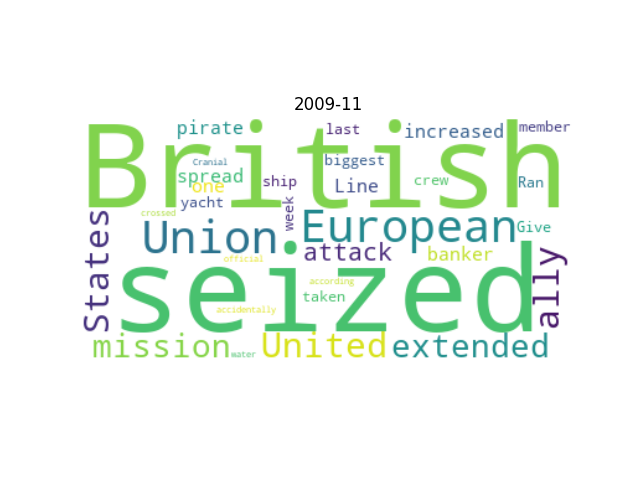 2009-11
British
pirate
last
increased
member
Cranial
biggest
spread
one
ship
Line
crew
Ran
yacht
week
crossed
States
Union
European
Give
attack
banker
official
ally
seized
according
taken
accidentally
mission
water
United
extended